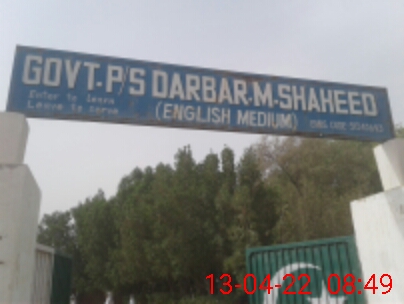 GOVT.P/S DARBAR.M.SHAHEED
Enter to learn
Leave to serve
(ENGLISH MEDIUM)
13-04-22 08:49